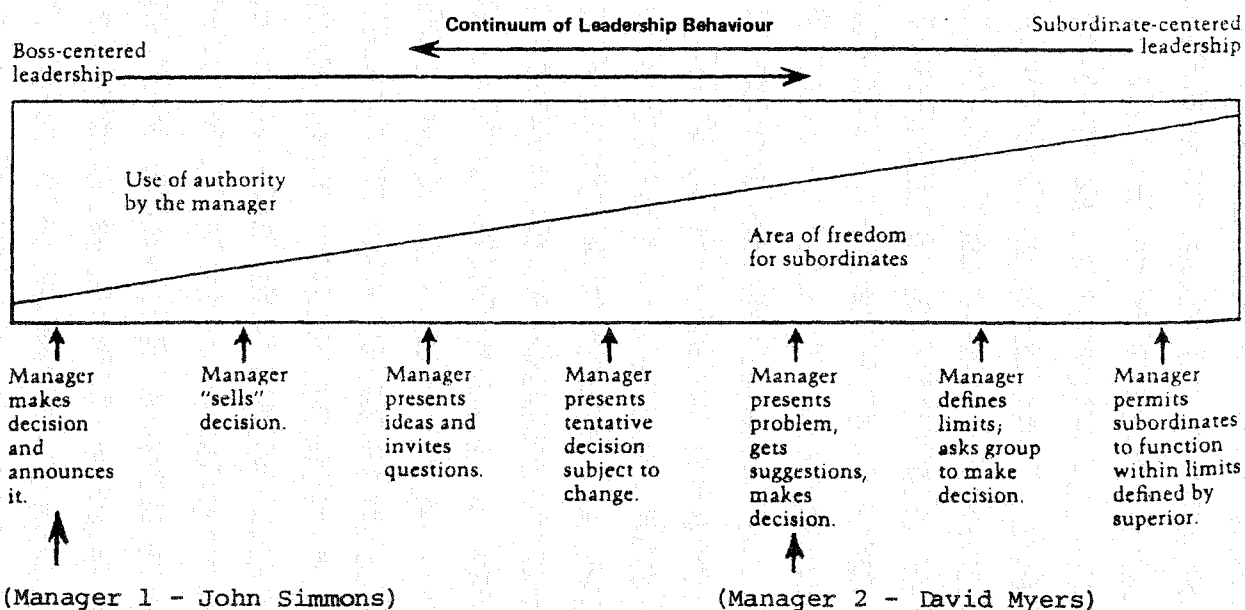 Continuum of Leadership Behaviour
Boss-centered
leadership
Subordinate-centered
leadership
Use of authority
by the manager
Area of freedom
for subordinates
Manager
makes
decision
and
announces
it.
Manager
"sells"
decision.
Manager
presents
ideas and
invites
questions.
Manager
presents
tentative
decision
subject to
change.
Manager
presents
problem,
gets
suggestions,
makes
decision.
Manager
defines
limits;
asks group
to make
decision.
Manager
permits
subordinates
to function
within limits
defined by
superior.
(Manager 1 - John Simmons)
(Manager 2 - David Myers)